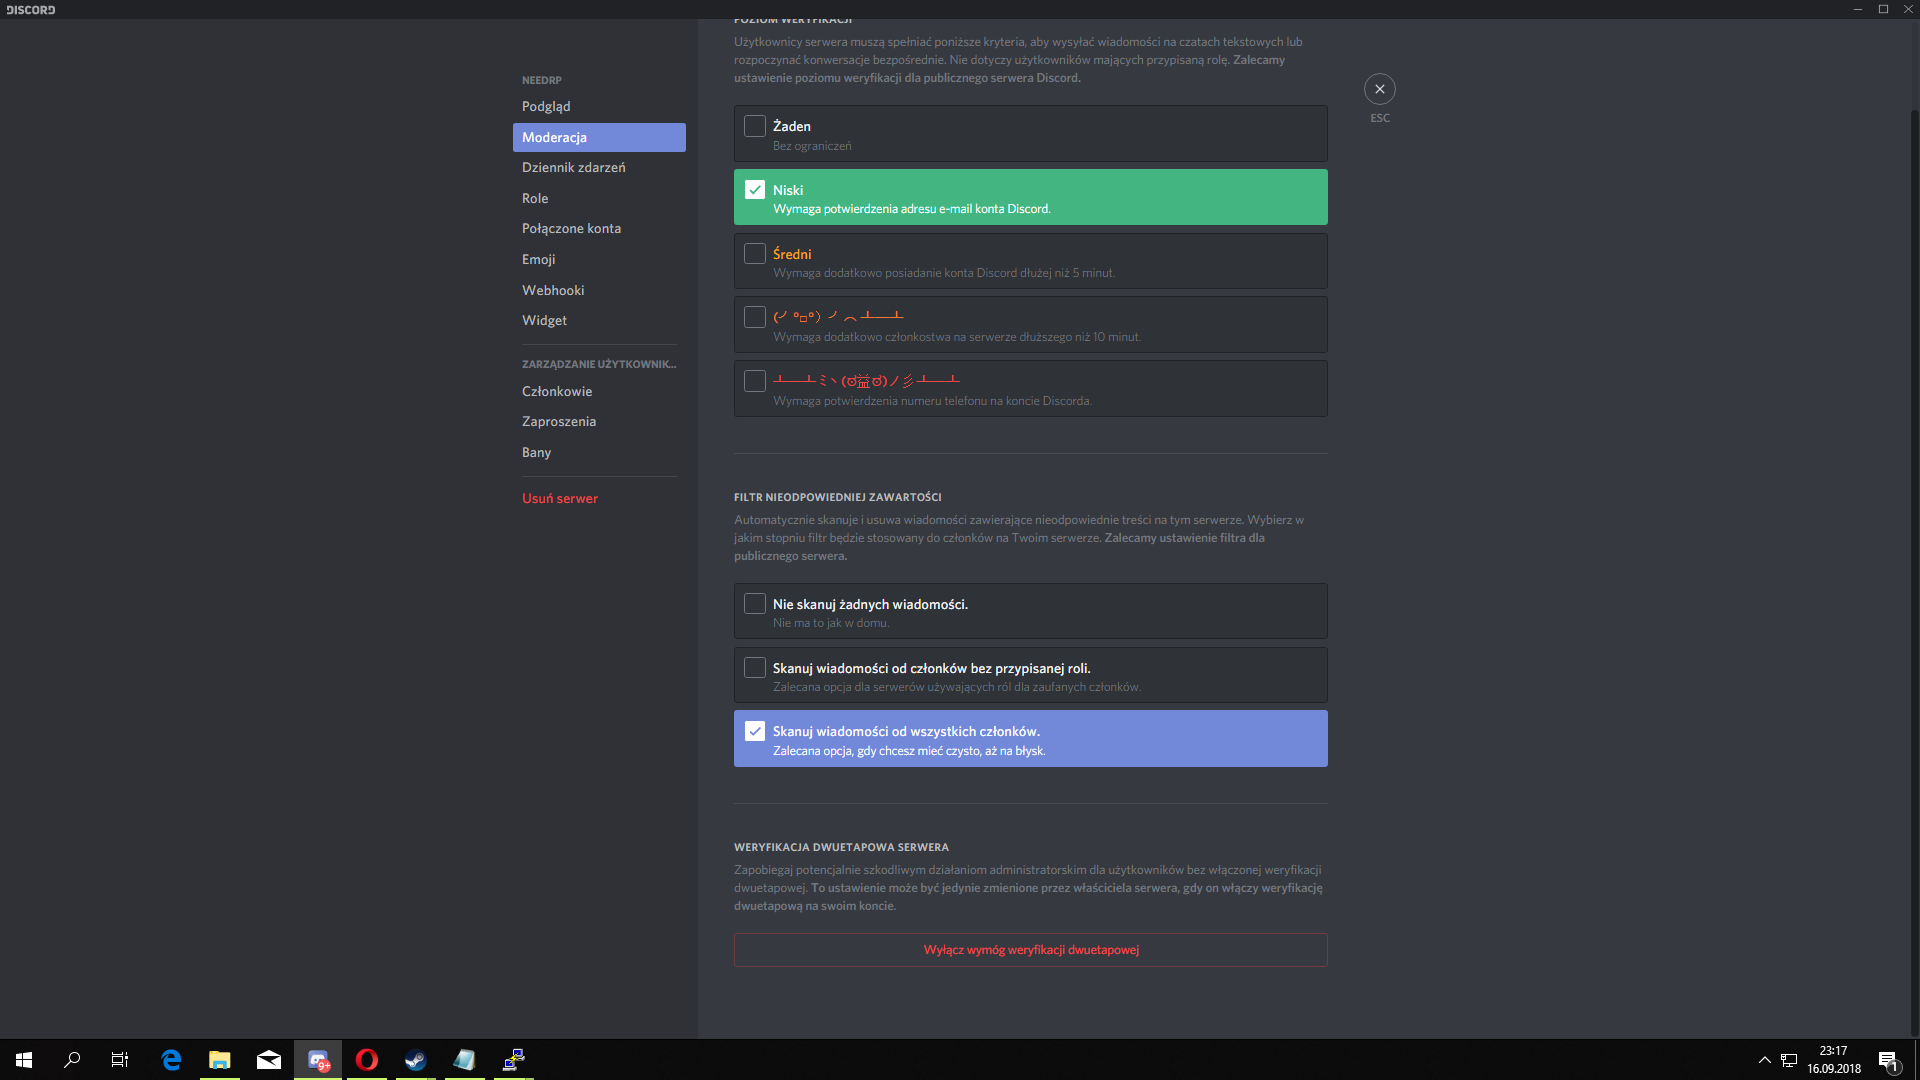 DISCORD
NEEDRP
Podgląd
Moderacja
Dziennik zdarzeń
Role
Połączone konta
Emoji
Webhooki
Widget
ZARZĄDZANIE UŻYTKOWNIK...
Członkowie
Zaproszenia
Bany
Usuń serwer
POZIOM WERYFIKACJI
Użytkownicy serwera muszą spełniać poniższe kryteria, aby wysyłać wiadomości na czatach tekstowych lub
rozpoczynać konwersacje bezpośrednie. Nie dotyczy użytkowników mających przypisaną rolę. Zalecamy
ustawienie poziomu weryfikacji dla publicznego serwera Discord.
Żaden
Bez ograniczeń
Niski
Wymaga potwierdzenia adresu e-mail konta Discord.
Średni
Wymaga dodatkowo posiadanie konta Discord dłużej niż 5 minut.
(╯°□°）╯︵ ┻━┻
Wymaga dodatkowo członkostwa na serwerze dłuższego niż 10 minut.
┻━┻ミヽ(ಠ益ಠ)ノ彡┻━┻
Wymaga potwierdzenia numeru telefonu na koncie Discorda.
FILTR NIEODPOWIEDNIEJ ZAWARTOŚCI
Automatycznie skanuje i usuwa wiadomości zawierające nieodpowiednie treści na tym serwerze. Wybierz w
jakim stopniu filtr będzie stosowany do członków na Twoim serwerze. Zalecamy ustawienie filtra dla
publicznego serwera.
Nie skanuj żadnych wiadomości.
Nie ma to jak w domu.
Skanuj wiadomości od członków bez przypisanej roli.
Zalecana opcja dla serwerów używających ról dla zaufanych członków.
Skanuj wiadomości od wszystkich członków.
Zalecana opcja, gdy chcesz mieć czysto, aż na błysk.
WERYFIKACJA DWUETAPOWA SERWERA
Zapobiegaj potencjalnie szkodliwym działaniom administratorskim dla użytkowników bez włączonej weryfikacji
dwuetapowej. To ustawienie może być jedynie zmienione przez właściciela serwera, gdy on włączy weryfikację
dwuetapową na swoim koncie.
Wyłącz wymóg weryfikacji dwuetapowej
ESC
9+
23:17
16.09.2018
1